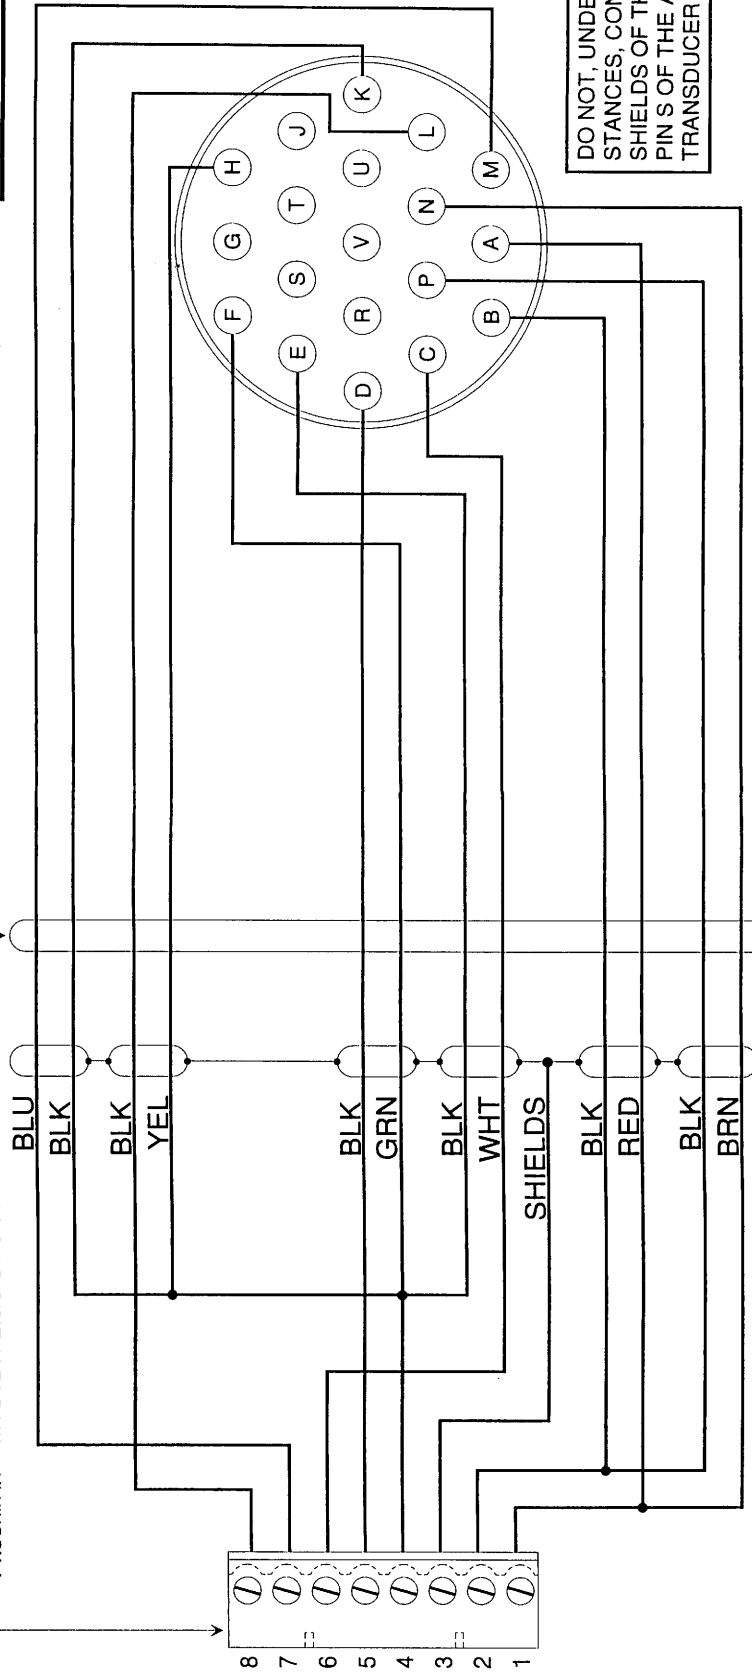 DO NOT, UNDE
STANCES, CON
SHIELDS OF TH
PIN S OF THE A
TRANSDUCER
K
J
L
H
U
M
T
N
G
V
A
S
P
F
R
B
E
C
D
BLU
BLK
BLK
YEL
BLK
GRN
BLK
WHT
SHIELDS
BLK
RED
BLK
BRN
8
7
6
5
4
3
2
1